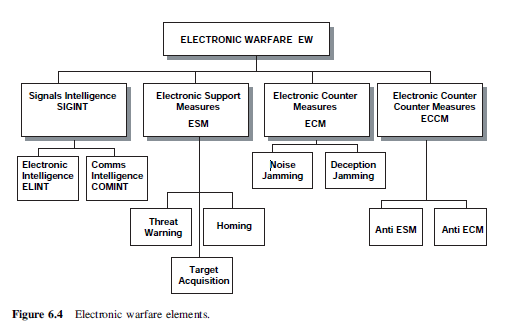 ELECTRONIC WARFARE EW
Signals Intelligence
SIGINT
Electronic Support
Measures
ESM
Electronic Counter
Measures
ECM
Electronic Counter
Counter Measures
ECCM
Electronic
Intelligence
ELINT
Comms
Intelligence
COMINT
Noise
Jamming
Deception
Jamming
Threat
Warning
Homing
Target
Acquisition
Anti ESM
Anti ECM
Figure 6.4 Electronic warfare elements.